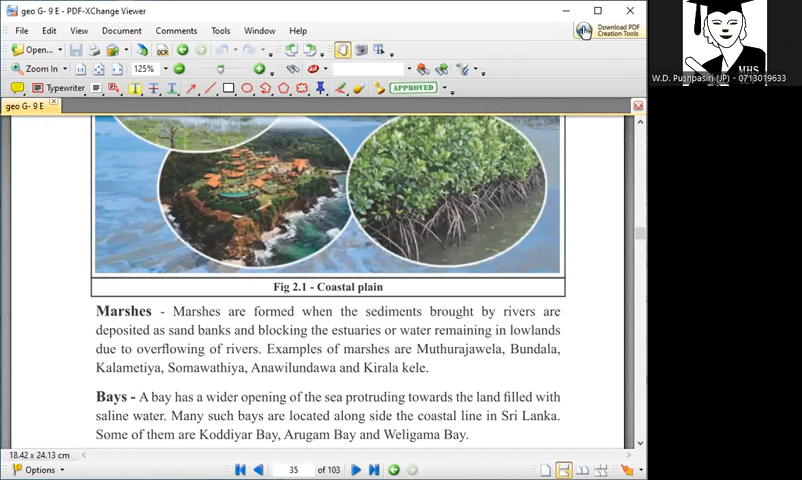 geo G- 9 E - PDF-XChange Viewer
File Edit View Document Comments Tools Window Help
Download PDF
Creation Tools
Open...
OCR
Zoom In 125%
Typewriter
APPROVED
geo G- 9 E
Fig 2.1 - Coastal plain
Marshes - Marshes are formed when the sediments brought by rivers are
deposited as sand banks and blocking the estuaries or water remaining in lowlands
due to overflowing of rivers. Examples of marshes are Muthurajawela, Bundala,
Kalametiya, Somawathiya, Anawilundawa and Kirala kele.
Bays - A bay has a wider opening of the sea protruding towards the land filled with
saline water. Many such bays are located along side the coastal line in Sri Lanka.
Some of them are Koddiyar Bay, Arugam Bay and Weligama Bay.
18.42 x 24.13 cm
Options 35 of 103
MHS
W.D. Pushpasiri (JP) - 0713019633